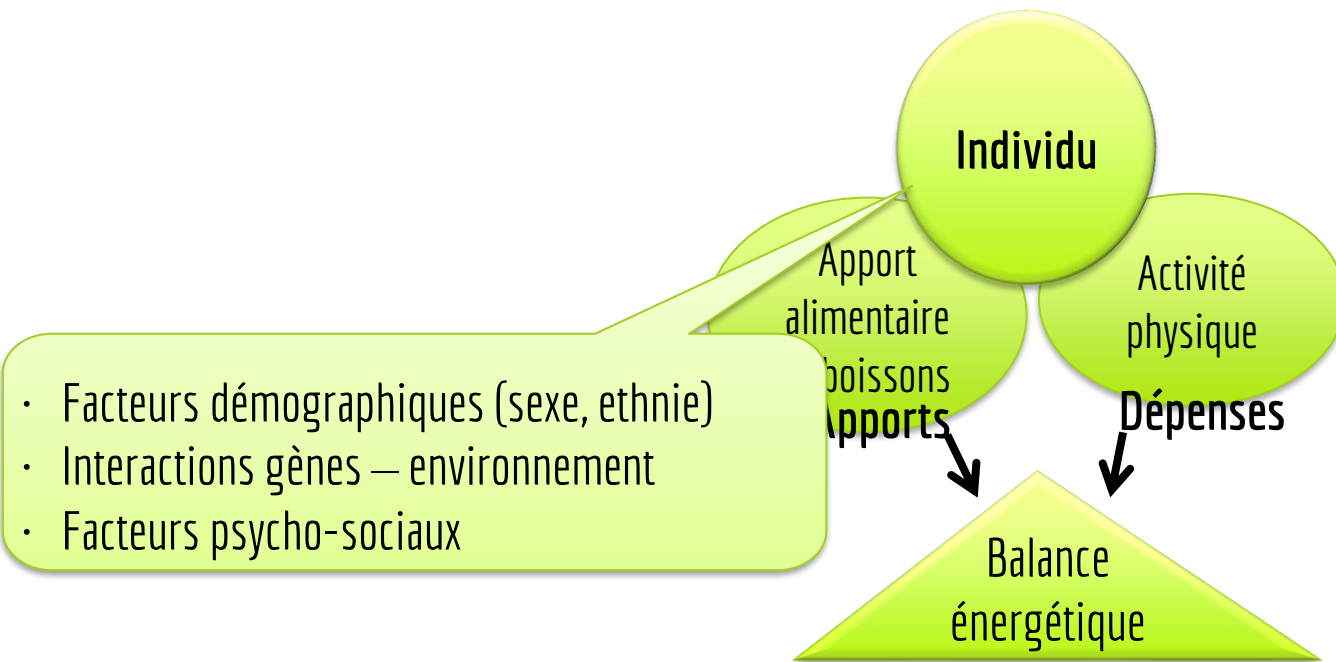 Individu
Apport
alimentaire
boissons
Apports
Activité
physique
Dépenses
· Facteurs démographiques (sexe, ethnie)
· Interactions gènes – environnement
· Facteurs psycho-sociaux
Balance
énergétique